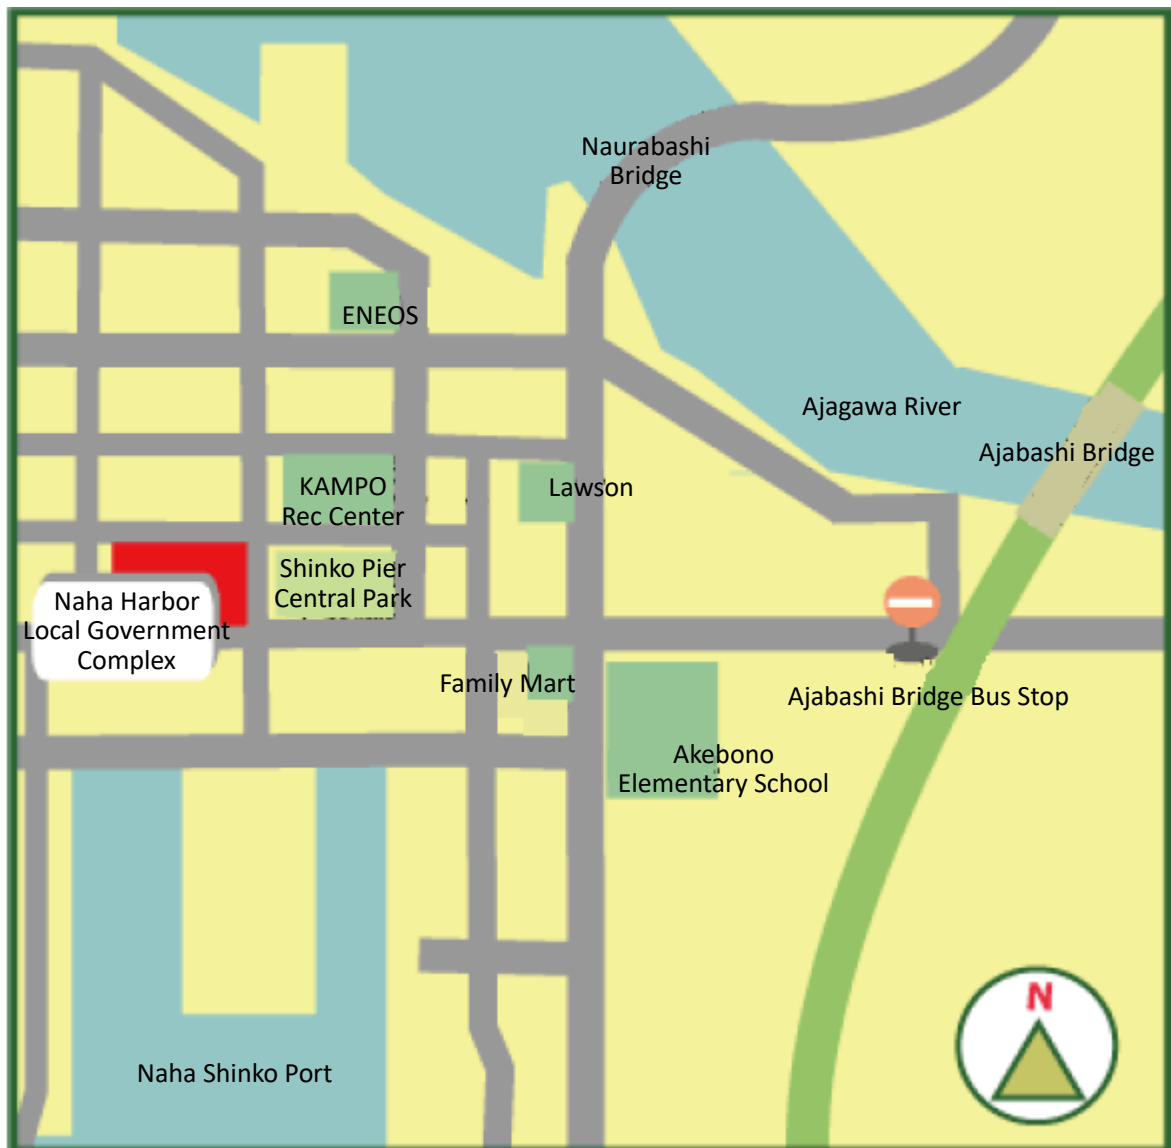 Naurabashi
Bridge
ENEOS
Ajagawa River
Ajabashi Bridge
KAMPO
Rec Center
Lawson
Shinko Pier
Central Park
Naha Harbor
Local Government
Complex
Family Mart
Ajabashi Bridge Bus Stop
Akebono
Elementary School
N
Naha Shinko Port